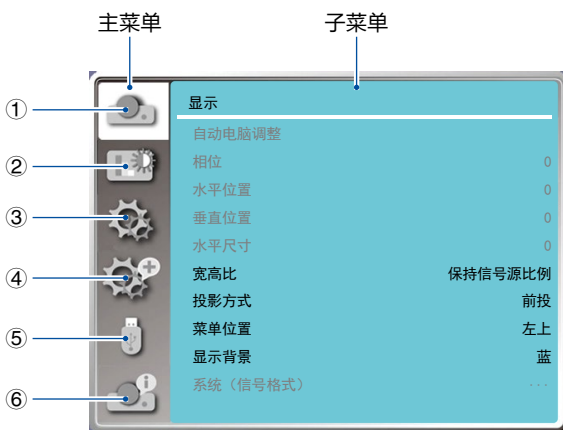 主菜单 子菜单
① 显示
自动电脑调整
② 相位 0
水平位置 0
③ 垂直位置 0
水平尺寸 0
④ 宽高比 保持信号源比例
投影方式 前投
菜单位置 左上
⑤ 显示背景 蓝
⑥ 系统（信号格式） ···